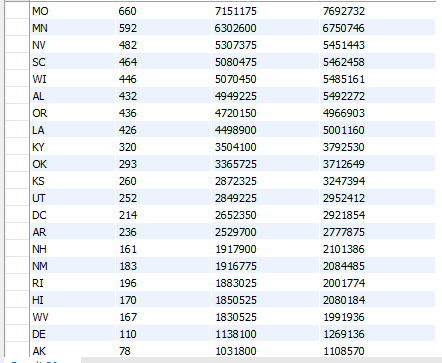 MO 660 7151175 7692732
MN 592 6302600 6750746
NV 482 5307375 5451443
SC 464 5080475 5462458
WI 446 5070450 5485161
AL 432 4949225 5492272
OR 436 4720150 4966903
LA 426 4498900 5001160
KY 320 3504100 3792530
OK 293 3365725 3712649
KS 260 2872325 3247394
UT 252 2849225 2952412
DC 214 2652350 2921854
AR 236 2529700 2777875
NH 161 1917900 2101386
NM 183 1916775 2084485
RI 196 1883025 2001774
HI 170 1850525 2080184
WV 167 1830525 1991936
DE 110 1138100 1269136
AK 78 1031800 1108570